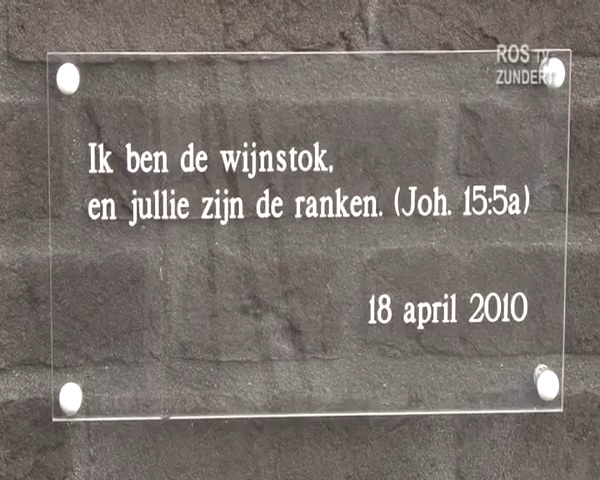 ROS TV
ZUNDERT
Ik ben de wijnstok,
en jullie zijn de ranken. (Joh. 15:5a)
18 april 2010